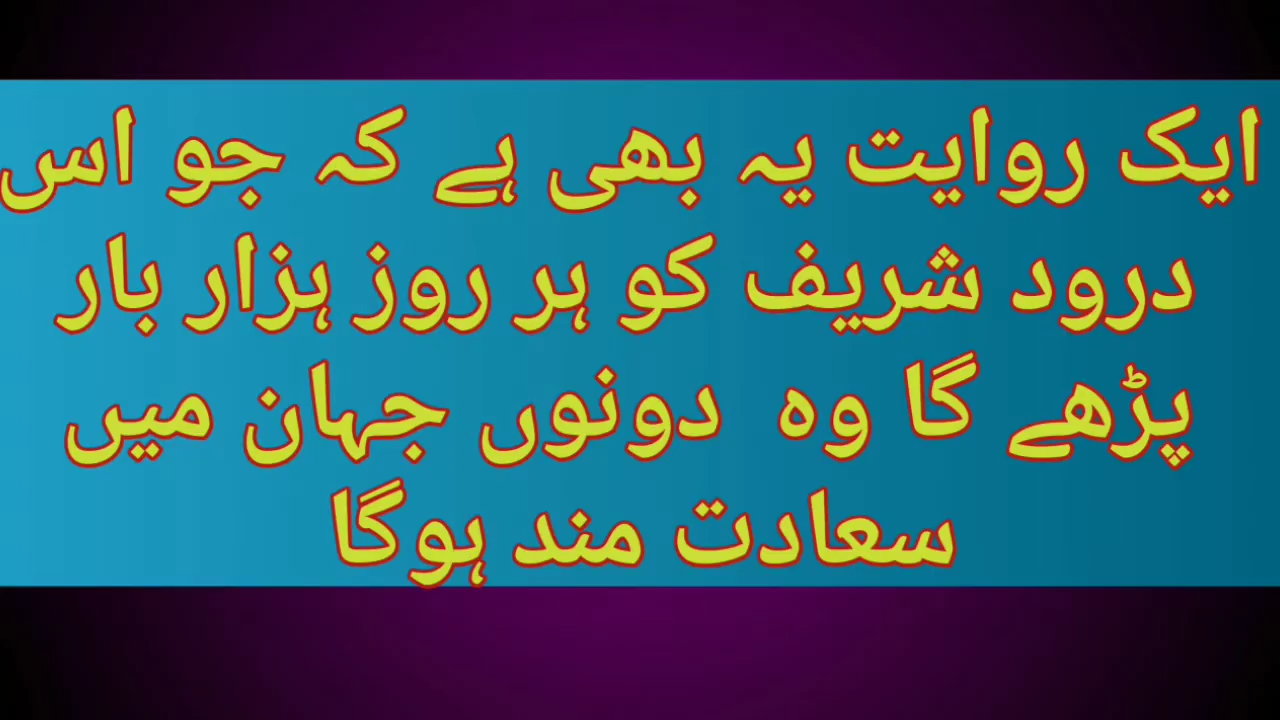 ایک روایت یہ بھی ہے کہ جو اس
درود شریف کو ہر روز ہزار بار
پڑھے گا وہ دونوں جہان میں
سعادت مند ہوگا